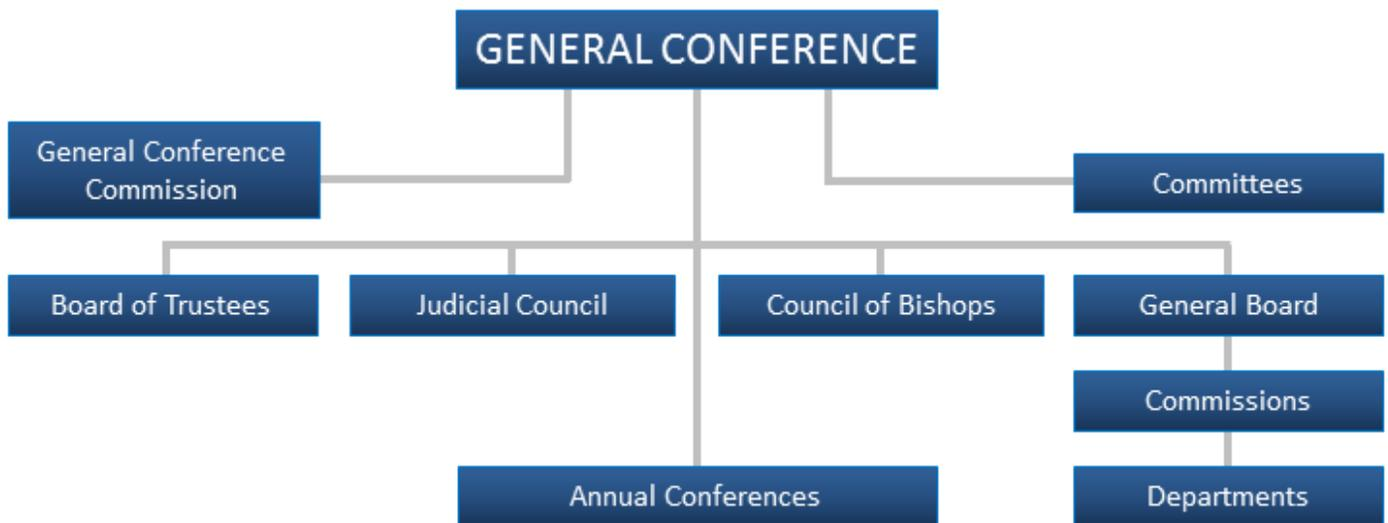 GENERAL CONFERENCE
General Conference
Commission
Committees
Board of Trustees
Judicial Council
Council of Bishops
General Board
Commissions
Annual Conferences
Departments